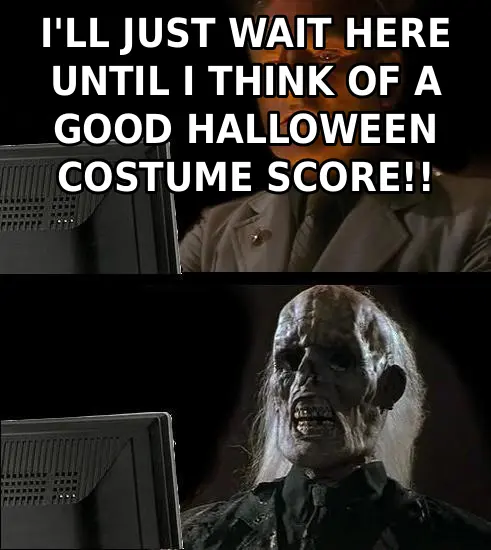 I'LL JUST WAIT HERE
UNTIL I THINK OF A
GOOD HALLOWEEN
COSTUME SCORE!!